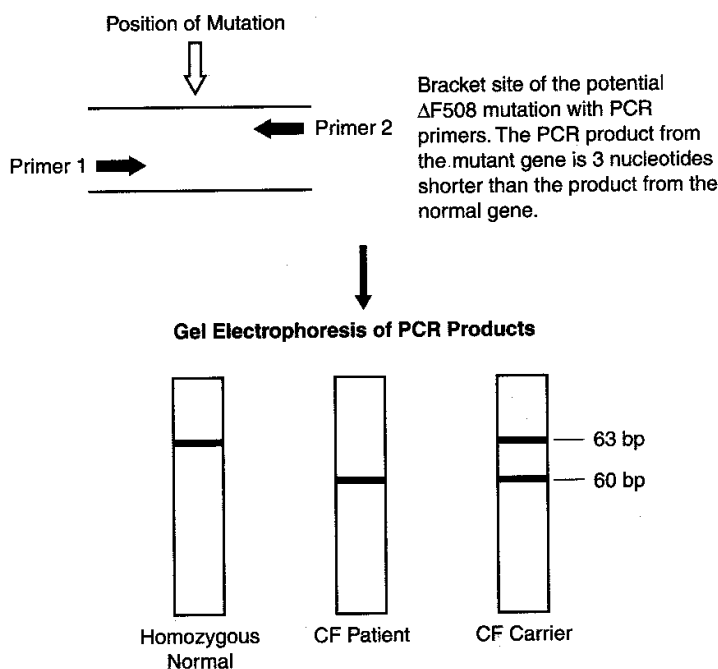 Position of Mutation
Primer 2
Primer 1
Bracket site of the potential
ΔF508 mutation with PCR
primers. The PCR product from
the mutant gene is 3 nucleotides
shorter than the product from the
normal gene.
Gel Electrophoresis of PCR Products
63 bp
60 bp
Homozygous
Normal
CF Patient
CF Carrier